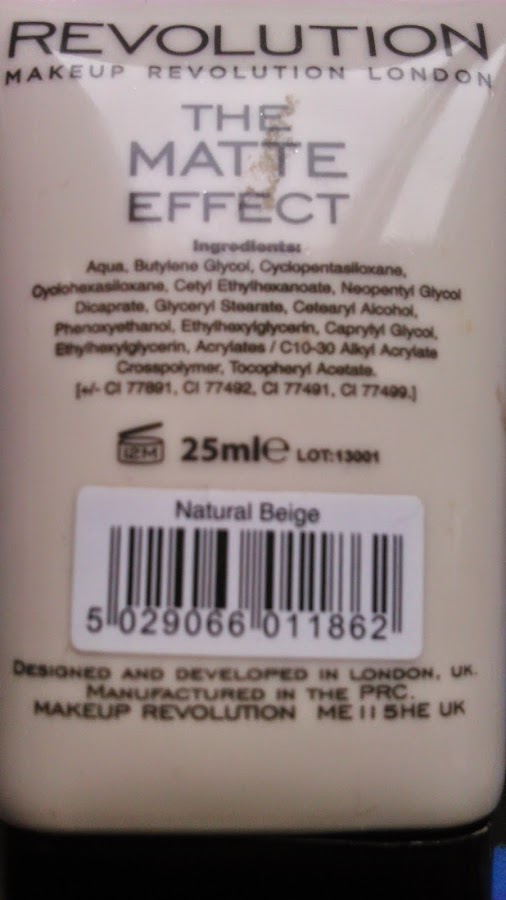 REVOLUTION
MAKEUP REVOLUTION LONDON
THE
MATTE
EFFECT
Ingredients:
Aqua, Butylene Glycol, Cyclopentasiloxane,
Cyclohexasiloxane, Cetyl Ethylhexanoate, Neopentyl Glycol
Dicaprate, Glyceryl Stearate, Cetearyl Alcohol,
Phenoxyethanol, Ethylhexylglycerin, Caprylyl Glycol,
Ethylhexylglycerin, Acrylates / C10-30 Alkyl Acrylate
Crosspolymer, Tocopheryl Acetate.
[+/- CI 77891, CI 77492, CI 77491, CI 77499.]
12M 25ml℮ LOT:13001
Natural Beige
5 029066 011862
DESIGNED AND DEVELOPED IN LONDON, UK.
MANUFACTURED IN THE PRC.
MAKEUP REVOLUTION ME11 5HE UK